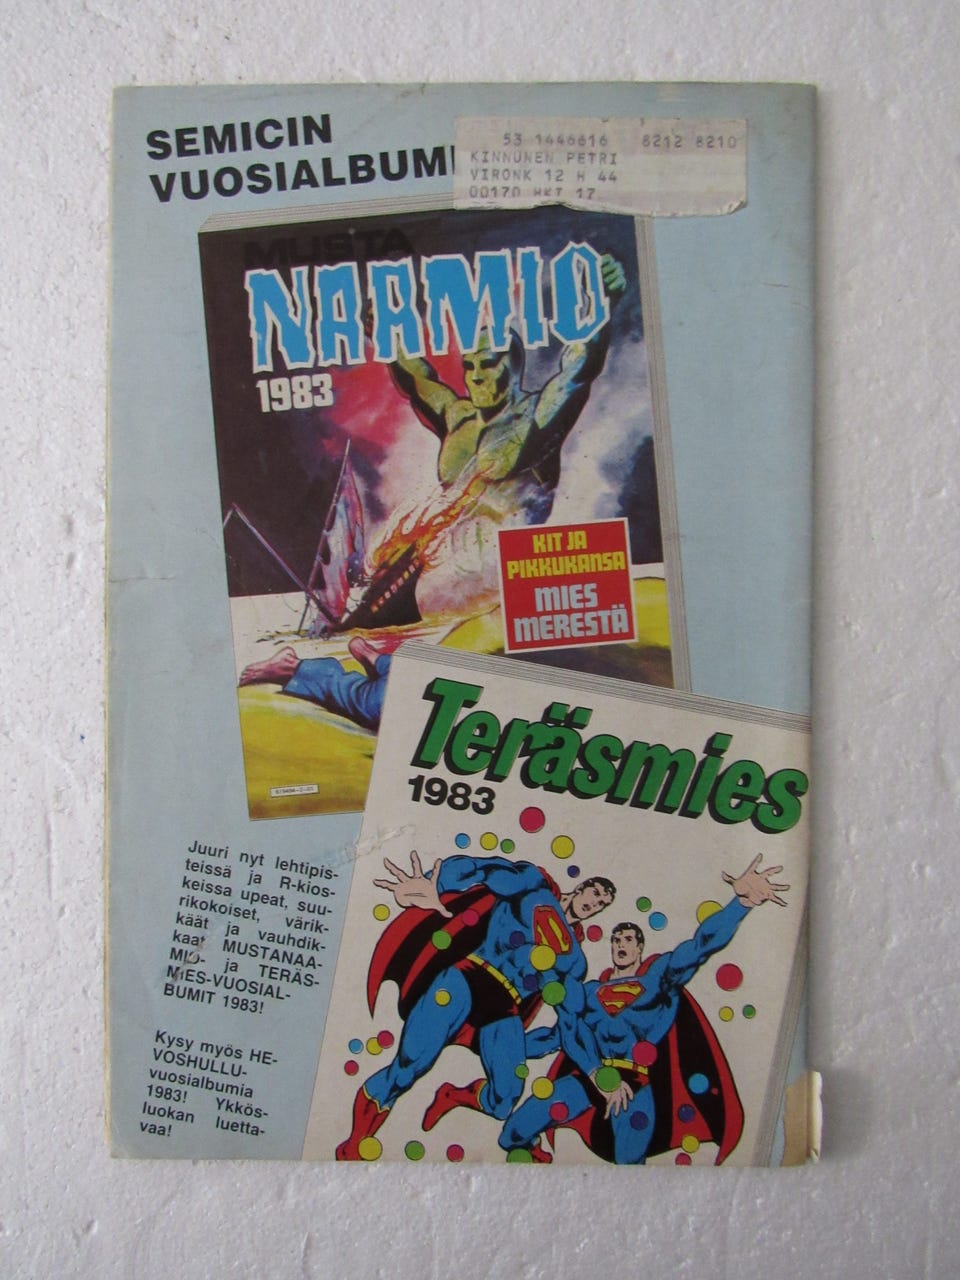 SEMICIN
VUOSIALBUMI
53 1446616 8212 8210
KINNUNEN PETRI
VIRONK 12 H 44
00170 HKI 17
MUSTA
NAAMIO
1983
KIT JA
PIKKUKANSA
MIES
MERESTÄ
Teräsmies
1983
Juuri nyt lehtipis-
teissä ja R-kios-
keissa upeat, suu-
rikokoiset, värik-
käät ja vauhdik-
kaat MUSTANAA-
MIO- ja TERÄS-
MIES-VUOSIAL-
BUMIT 1983!
Kysy myös HE-
VOSHULLU-
vuosialbumia
1983! Ykkös-
luokan luetta-
vaa!